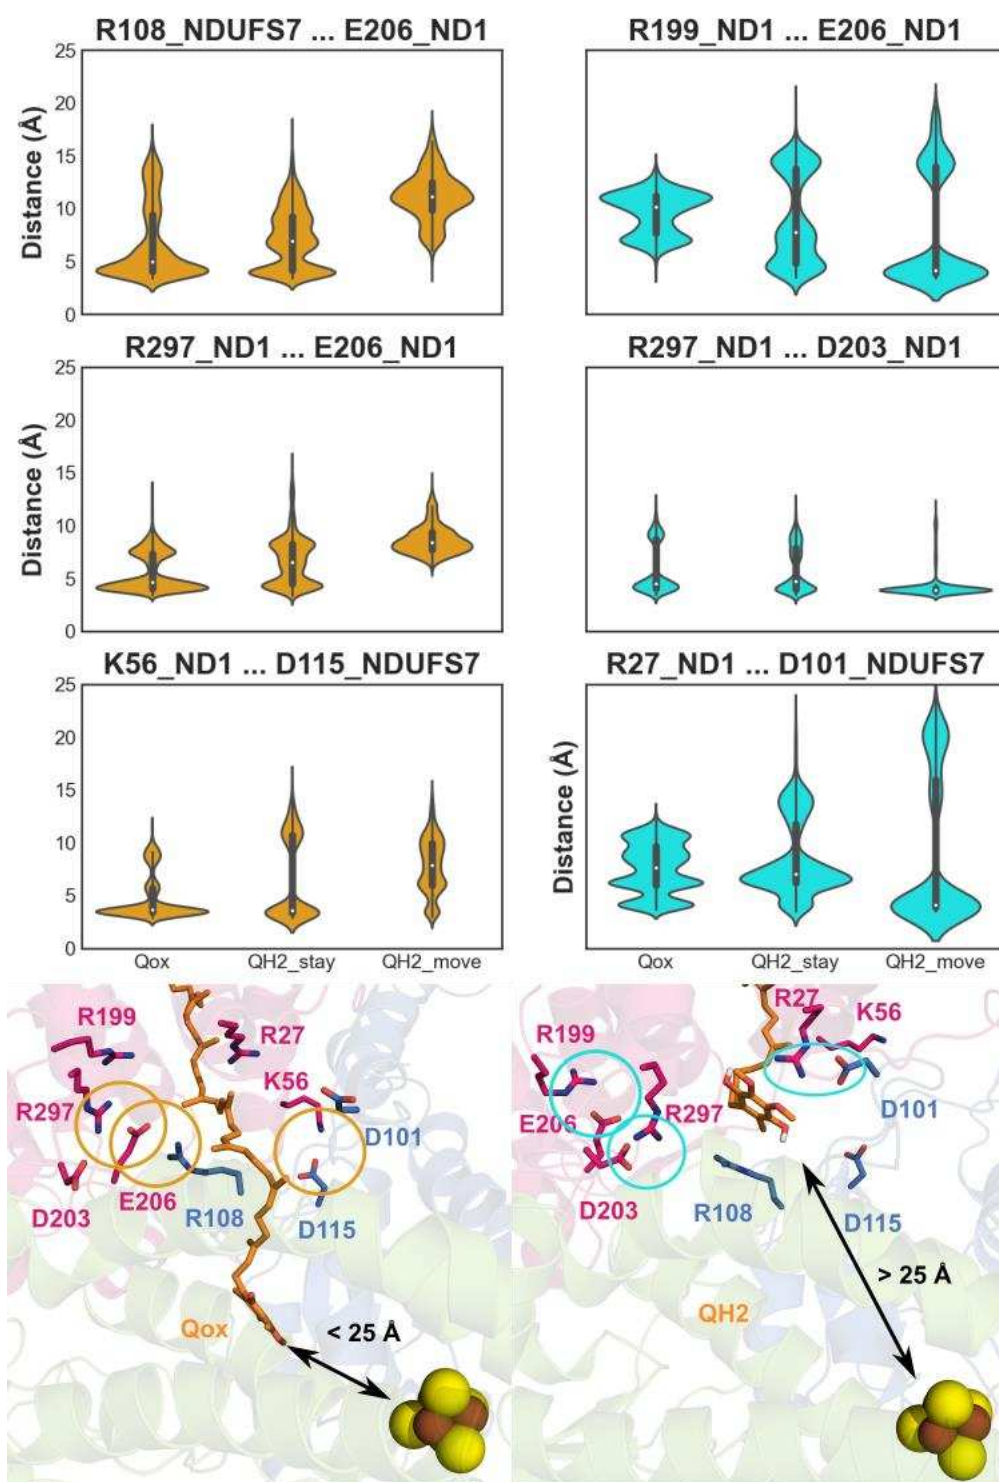 R108_NDUFS7 ... E206_ND1
R199_ND1 ... E206_ND1
Distance (Å)
25
20
15
10
5
0
R297_ND1 ... E206_ND1
R297_ND1 ... D203_ND1
Distance (Å)
25
20
15
10
5
0
K56_ND1 ... D115_NDUFS7
R27_ND1 ... D101_NDUFS7
Distance (Å)
25
20
15
10
5
0
Qox QH2_stay QH2_move
Qox QH2_stay QH2_move
R199
R27
R297
K56
D101
D203
E206
R108
D115
Qox
< 25 Å
R27
K56
R199
E206
R297
D101
D203
R108
D115
> 25 Å
QH2